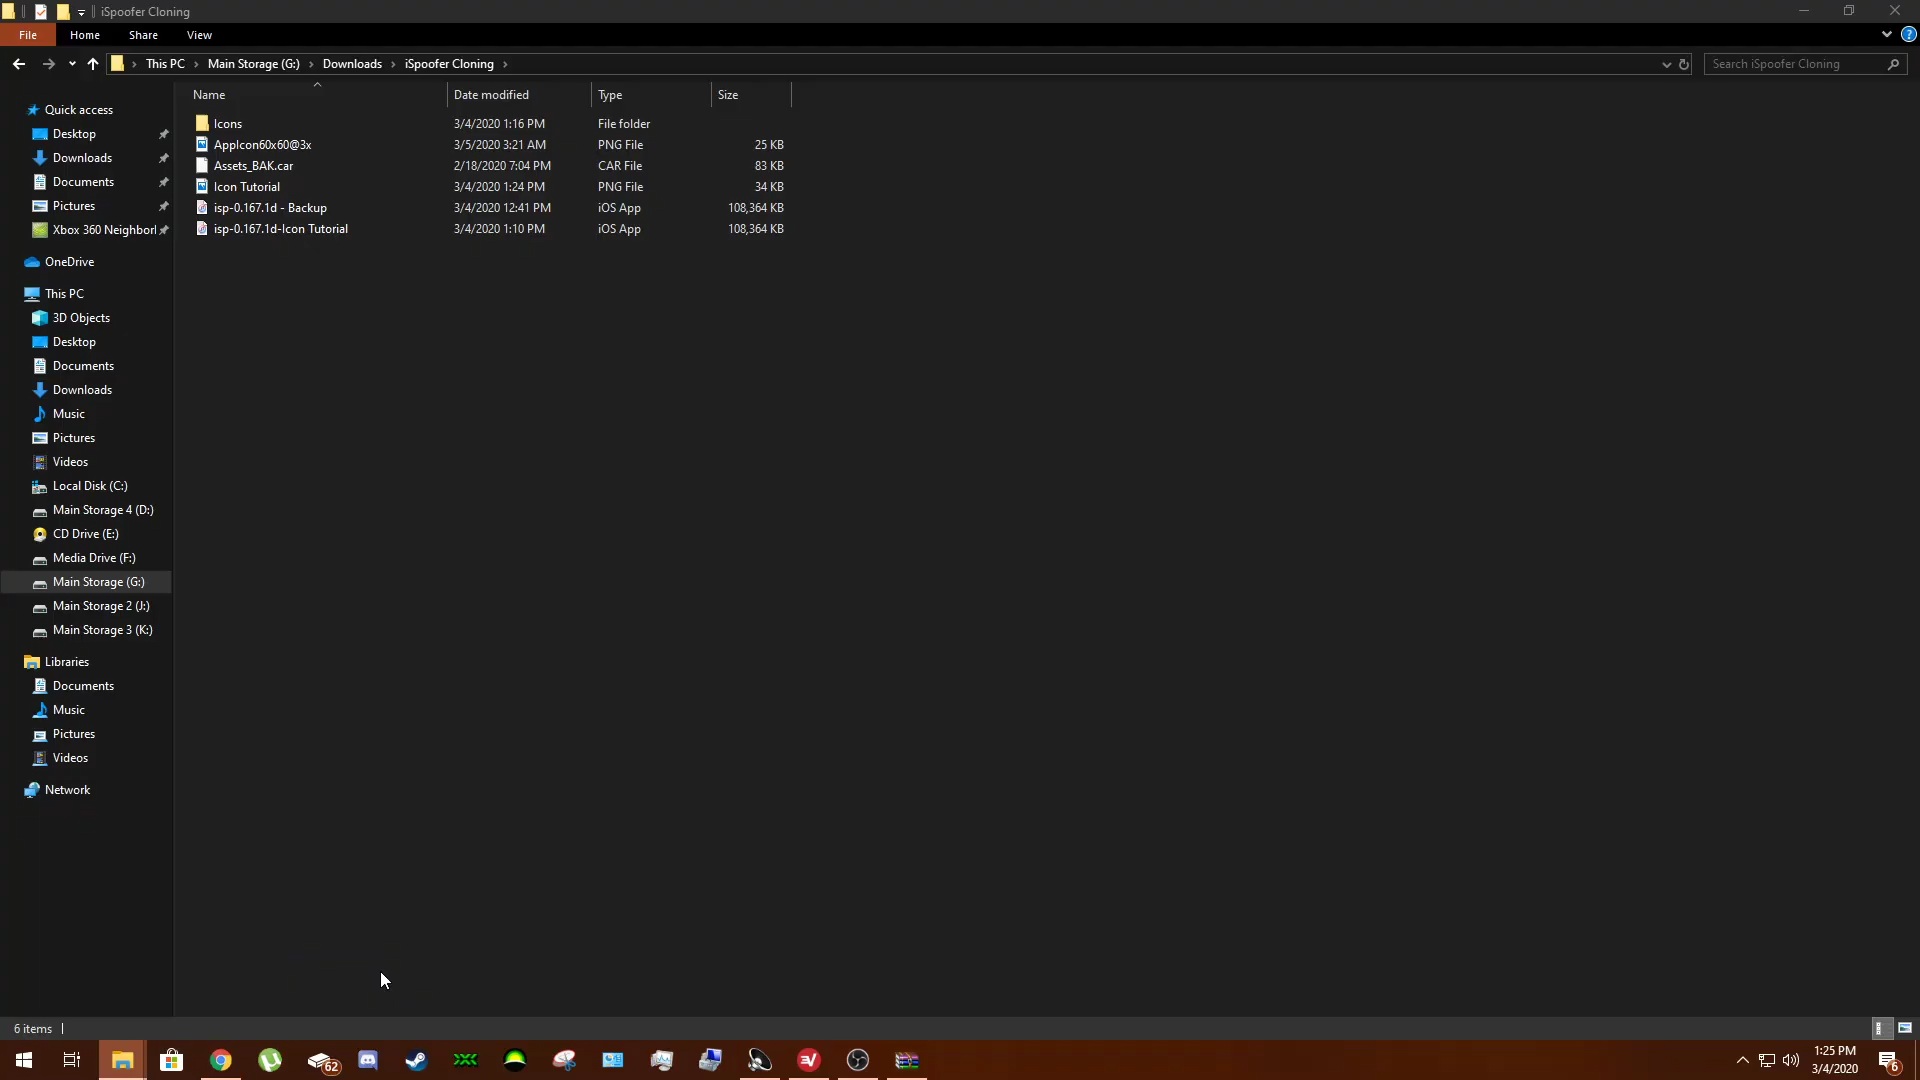 iSpoofer Cloning
File Home Share View
This PC Main Storage (G:) Downloads iSpoofer Cloning
Search iSpoofer Cloning
Name Date modified Type Size
Icons 3/4/2020 1:16 PM File folder
AppIcon60x60@3x 3/5/2020 3:21 AM PNG File 25 KB
Assets_BAK.car 2/18/2020 7:04 PM CAR File 83 KB
Icon Tutorial 3/4/2020 1:24 PM PNG File 34 KB
isp-0.167.1d - Backup 3/4/2020 12:41 PM iOS App 108,364 KB
isp-0.167.1d-Icon Tutorial 3/4/2020 1:10 PM iOS App 108,364 KB
Quick access
Desktop
Downloads
Documents
Pictures
Xbox 360 Neighborl
OneDrive
This PC
3D Objects
Desktop
Documents
Downloads
Music
Pictures
Videos
Local Disk (C:)
Main Storage 4 (D:)
CD Drive (E:)
Media Drive (F:)
Main Storage (G:)
Main Storage 2 (J:)
Main Storage 3 (K:)
Libraries
Documents
Music
Pictures
Videos
Network
6 items
62
1:25 PM
3/4/2020
6